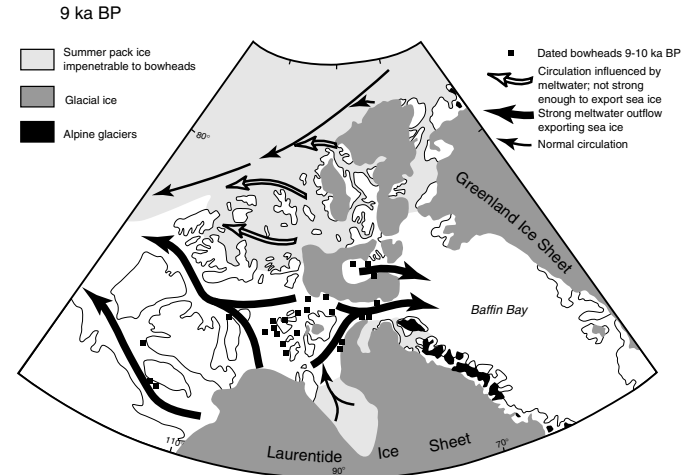 9 ka BP
Summer pack ice
impenetrable to bowheads
Glacial ice
Alpine glaciers
Dated bowheads 9-10 ka BP
Circulation influenced by
meltwater; not strong
enough to export sea ice
Strong meltwater outflow
exporting sea ice
Normal circulation
80°
Greenland Ice Sheet
Baffin Bay
Laurentide Ice Sheet
110°
90°
70°